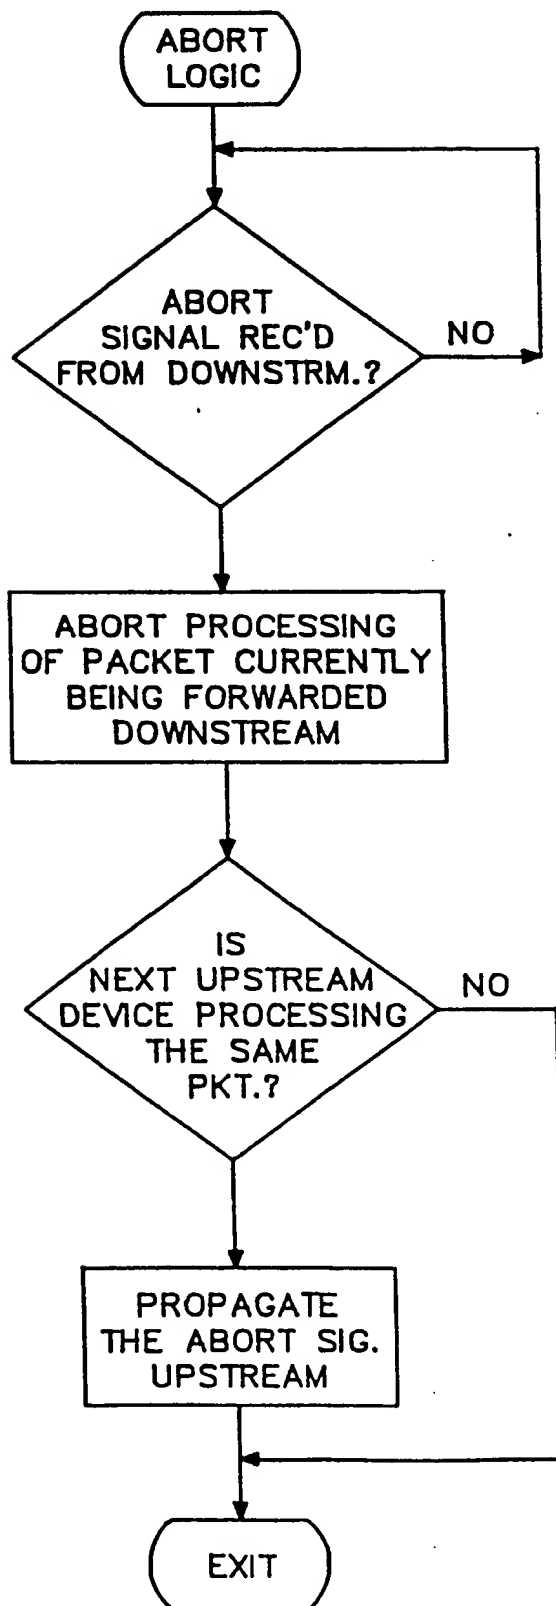 ABORT
LOGIC
ABORT
SIGNAL REC'D
FROM DOWNSTRM.?
NO
ABORT PROCESSING
OF PACKET CURRENTLY
BEING FORWARDED
DOWNSTREAM
IS
NEXT UPSTREAM
DEVICE PROCESSING
THE SAME
PKT.?
NO
PROPAGATE
THE ABORT SIG.
UPSTREAM
EXIT